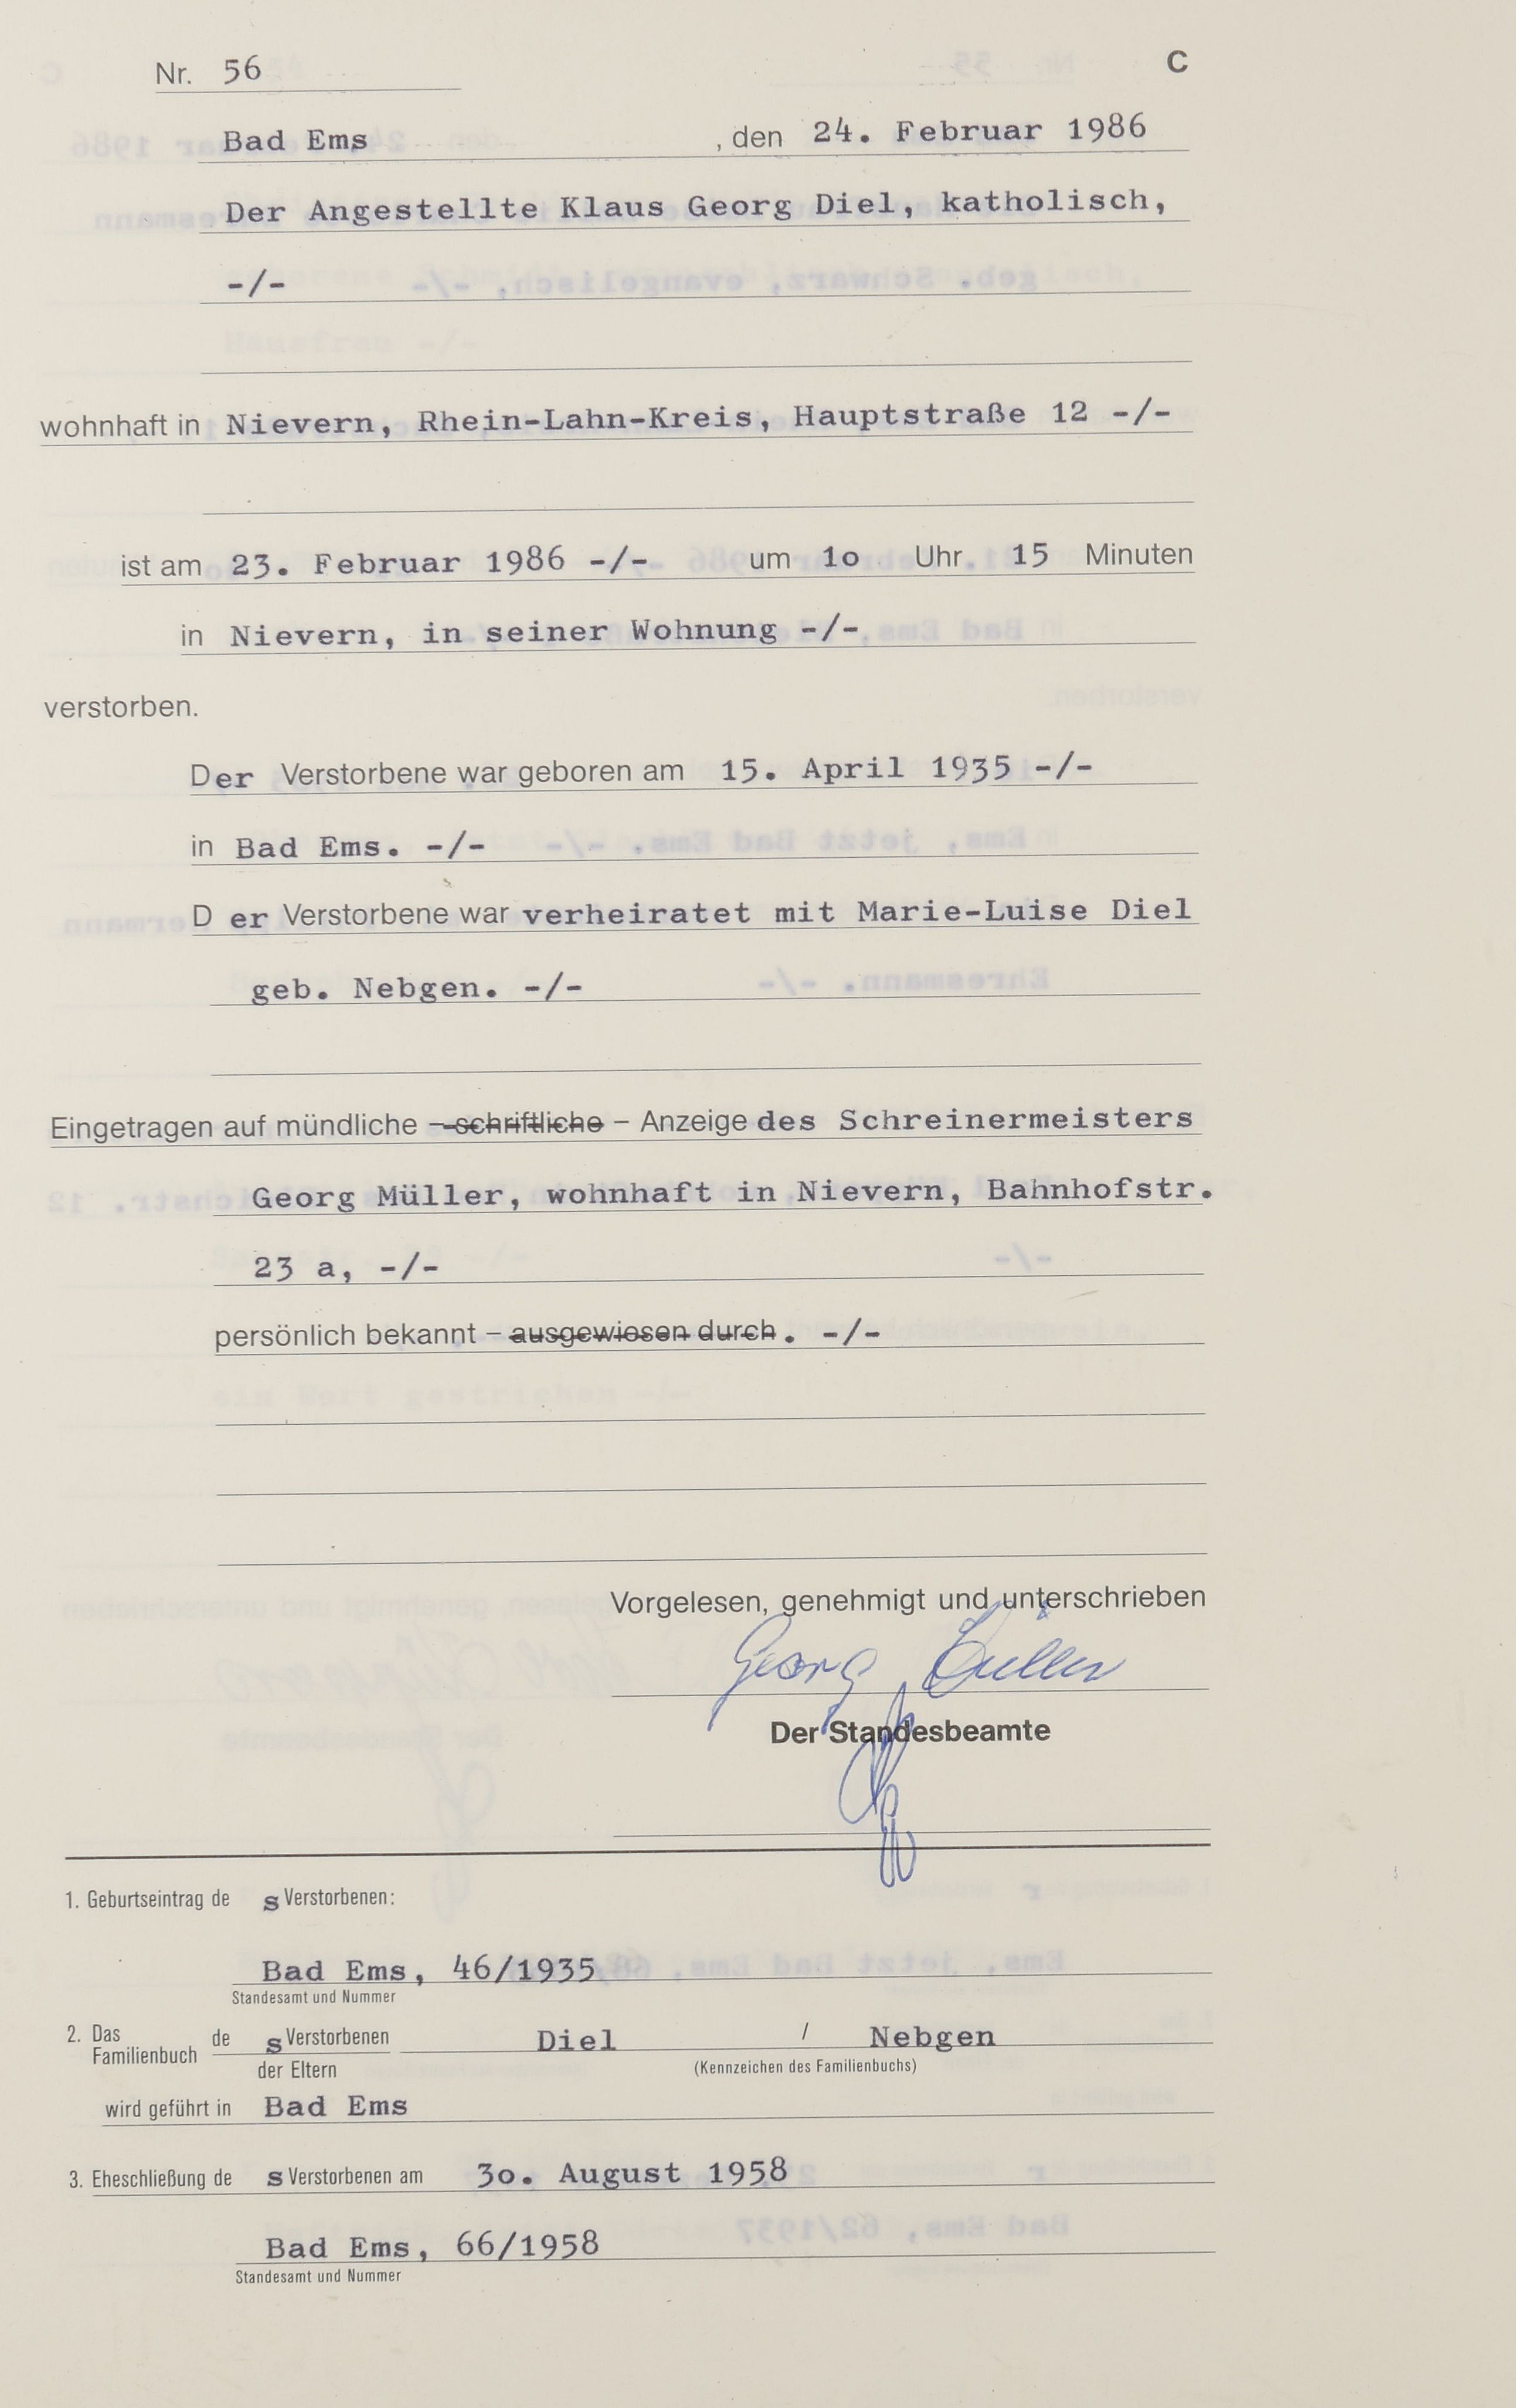 Nr. 56 C
Bad Ems , den 24. Februar 1986
Der Angestellte Klaus Georg Diel, katholisch,
-/-
wohnhaft in Nievern, Rhein-Lahn-Kreis, Hauptstraße 12 -/-
ist am 23. Februar 1986 -/- um 1o Uhr 15 Minuten
in Nievern, in seiner Wohnung -/-
verstorben.
Der Verstorbene war geboren am 15. April 1935 -/-
in Bad Ems. -/-
D er Verstorbene war verheiratet mit Marie-Luise Diel
geb. Nebgen. -/-
Eingetragen auf mündliche – schriftliche – Anzeige des Schreinermeisters
Georg Müller, wohnhaft in Nievern, Bahnhofstr.
23 a, -/-
persönlich bekannt – ausgewiesen durch . -/-
Vorgelesen, genehmigt und unterschrieben
Georg Müller
Der Standesbeamte
1. Geburtseintrag de s Verstorbenen:
Bad Ems, 46/1935
Standesamt und Nummer
2. Das Familienbuch de s Verstorbenen Diel / Nebgen
der Eltern (Kennzeichen des Familienbuchs)
wird geführt in Bad Ems
3. Eheschließung de s Verstorbenen am 3o. August 1958
Bad Ems, 66/1958
Standesamt und Nummer